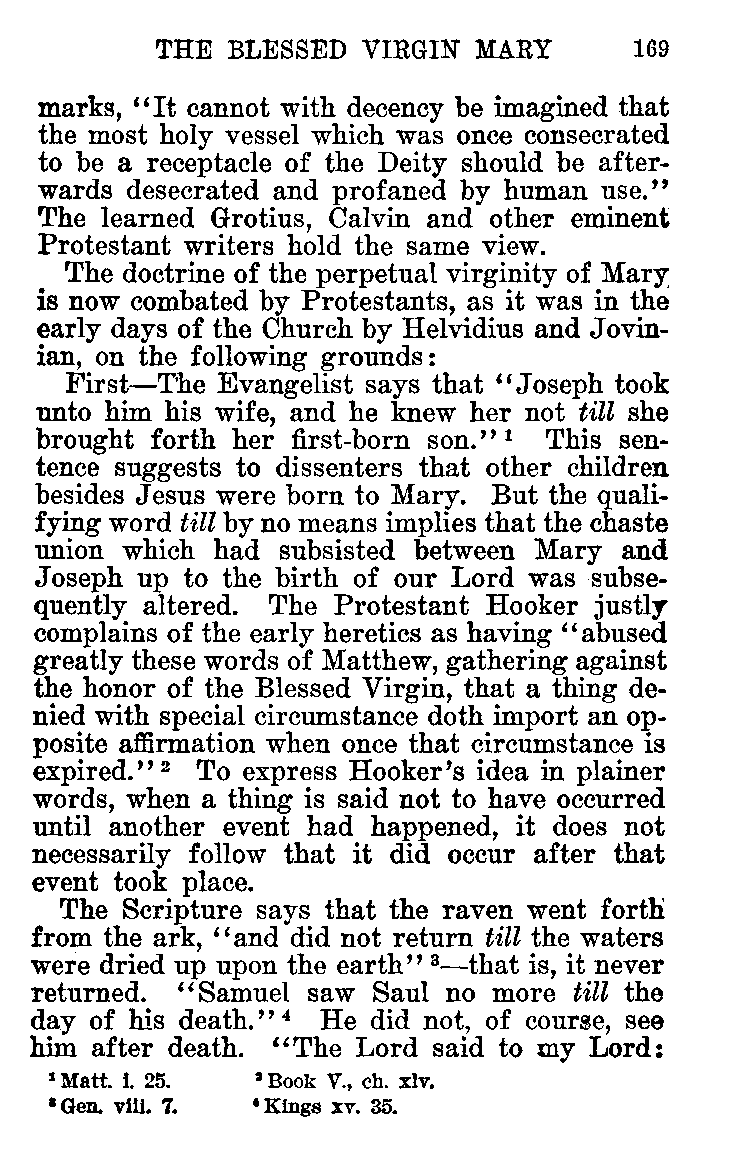 THE BLESSED VIRGIN MARY 169
marks, "It cannot with decency be imagined that
the most holy vessel which was once consecrated
to be a receptacle of the Deity should be after-
wards desecrated and profaned by human use."
The learned Grotius, Calvin and other eminent
Protestant writers hold the same view.
The doctrine of the perpetual virginity of Mary
is now combated by Protestants, as it was in the
early days of the Church by Helvidius and Jovin-
ian, on the following grounds:
First—The Evangelist says that "Joseph took
unto him his wife, and he knew her not till she
brought forth her first-born son." ¹ This sen-
tence suggests to dissenters that other children
besides Jesus were born to Mary. But the quali-
fying word till by no means implies that the chaste
union which had subsisted between Mary and
Joseph up to the birth of our Lord was subse-
quently altered. The Protestant Hooker justly
complains of the early heretics as having "abused
greatly these words of Matthew, gathering against
the honor of the Blessed Virgin, that a thing de-
nied with special circumstance doth import an op-
posite affirmation when once that circumstance is
expired." ² To express Hooker's idea in plainer
words, when a thing is said not to have occurred
until another event had happened, it does not
necessarily follow that it did occur after that
event took place.
The Scripture says that the raven went forth
from the ark, "and did not return till the waters
were dried up upon the earth" ³—that is, it never
returned. "Samuel saw Saul no more till the
day of his death." ⁴ He did not, of course, see
him after death. "The Lord said to my Lord:
¹ Matt. i. 25. ² Book V., ch. xlv.
³ Gen. viii. 7. ⁴ Kings xv. 35.